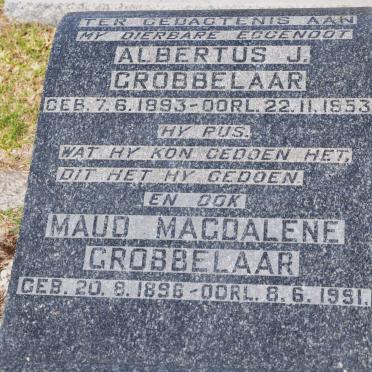 TER GEDAGTENIS AAN
MY DIERBARE EGGENOOT
ALBERTUS J.
GROBBELAAR
GEB. 7.6.1893-OORL. 22.11.1953
HY RUS.
WAT HY KON GEDOEN HET,
DIT HET HY GEDOEN
EN OOK
MAUD MAGDALENE
GROBBELAAR
GEB. 20.8.1896-OORL. 8.6.1991.